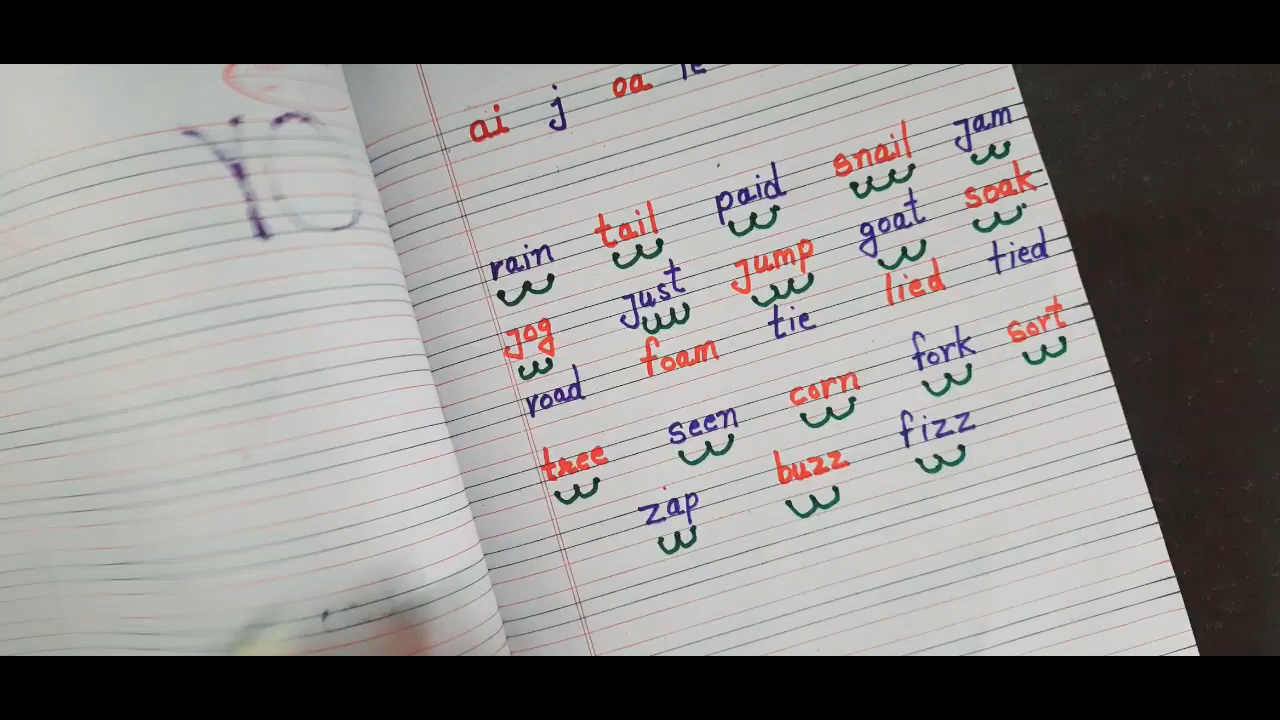 ai j oa ie
rain tail paid snail jam
jog just jump goat soak
road foam tie lied tied
tree seen corn fork sort
zap buzz fizz